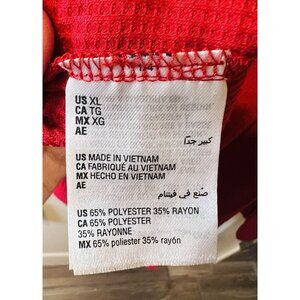 US XL
CA TG
MX XG
AE
كبير جدًا
US MADE IN VIETNAM
CA FABRIQUÉ AU VIETNAM
MX HECHO EN VIETNAM
AE
صُنع في فيتنام
US 65% POLYESTER 35% RAYON
CA 65% POLYESTER
35% RAYONNE
MX 65% poliester 35% rayón